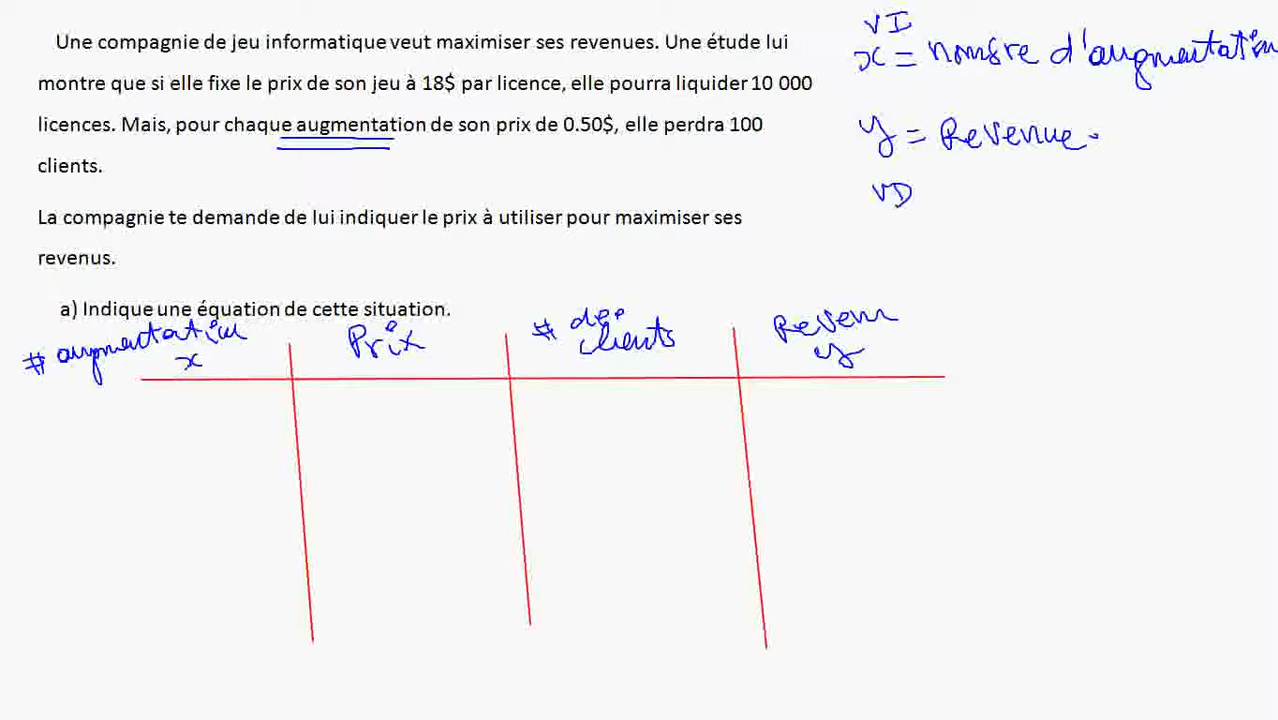 Une compagnie de jeu informatique veut maximiser ses revenues. Une étude lui
montre que si elle fixe le prix de son jeu à 18$ par licence, elle pourra liquider 10 000
licences. Mais, pour chaque augmentation de son prix de 0.50$, elle perdra 100
clients.
La compagnie te demande de lui indiquer le prix à utiliser pour maximiser ses
revenus.
a) Indique une équation de cette situation.
VI
x = nombre d'augmentation
y = Revenue
VD
# augmentation
x
Prix
# des
clients
Revenu
y